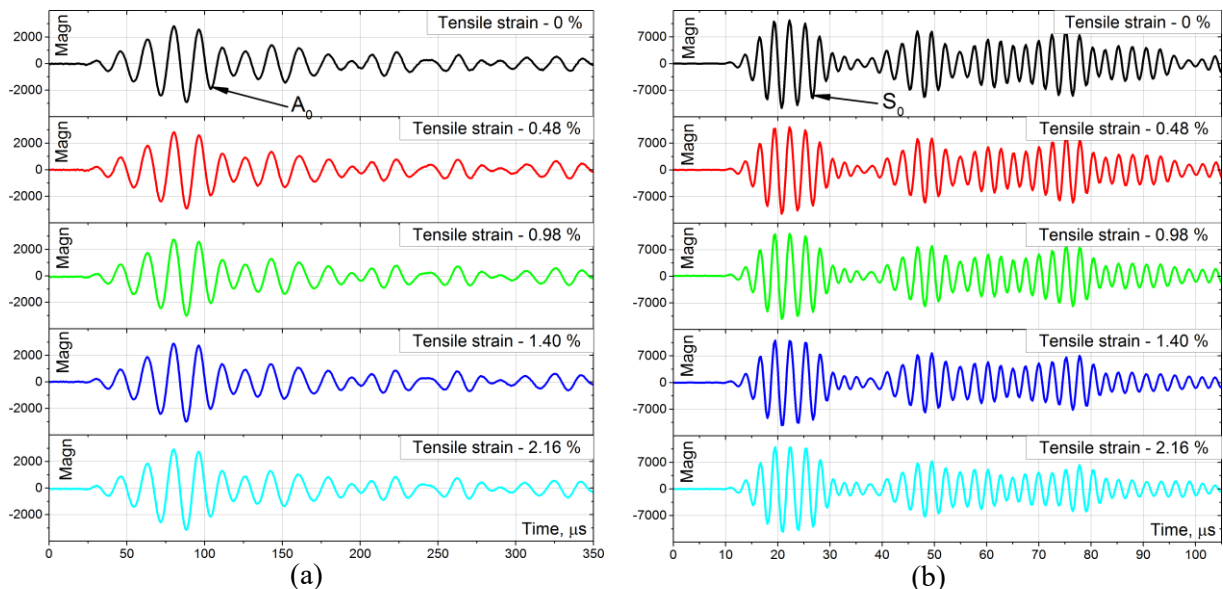 Magn
2000
0
-2000
Tensile strain - 0 %
A0
Magn
2000
0
-2000
Tensile strain - 0.48 %
Magn
2000
0
-2000
Tensile strain - 0.98 %
Magn
2000
0
-2000
Tensile strain - 1.40 %
Magn
2000
0
-2000
Tensile strain - 2.16 %
Time, μs
0 50 100 150 200 250 300 350
(a)
Magn
7000
0
-7000
Tensile strain - 0 %
S0
Magn
7000
0
-7000
Tensile strain - 0.48 %
Magn
7000
0
-7000
Tensile strain - 0.98 %
Magn
7000
0
-7000
Tensile strain - 1.40 %
Magn
7000
0
-7000
Tensile strain - 2.16 %
Time, μs
0 10 20 30 40 50 60 70 80 90 100
(b)